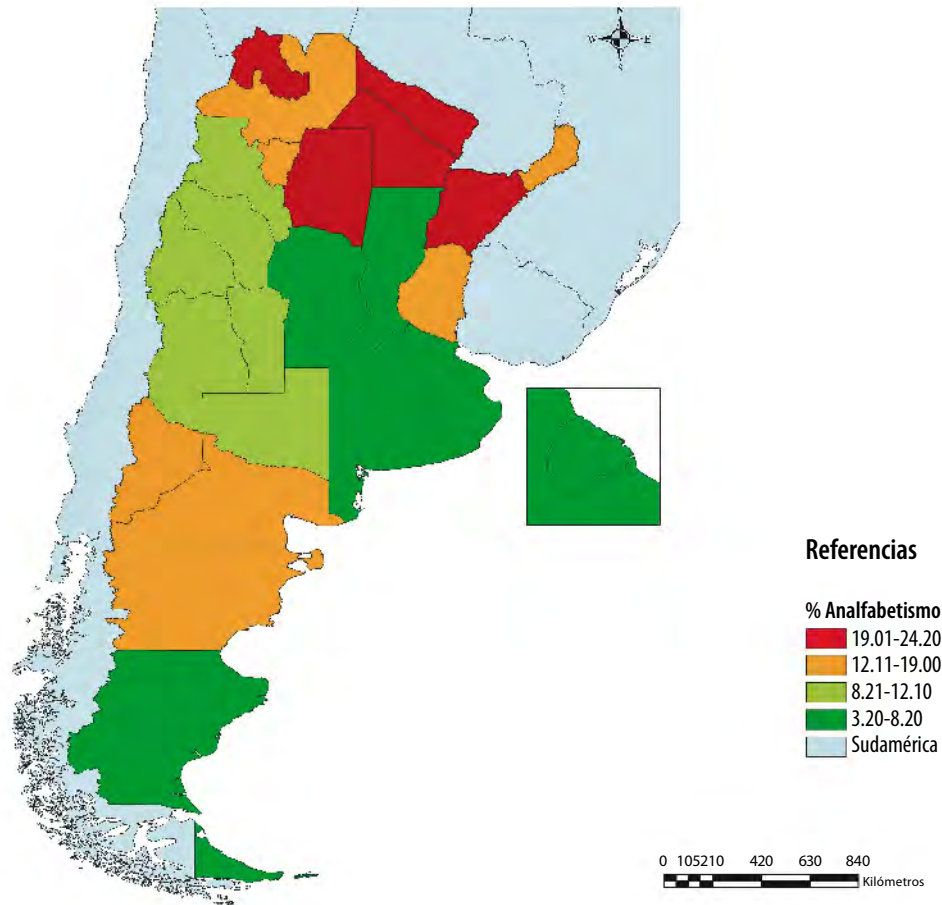 N
W E
S
Referencias
% Analfabetismo
19.01-24.20
12.11-19.00
8.21-12.10
3.20-8.20
Sudamérica
0 105210 420 630 840
Kilómetros